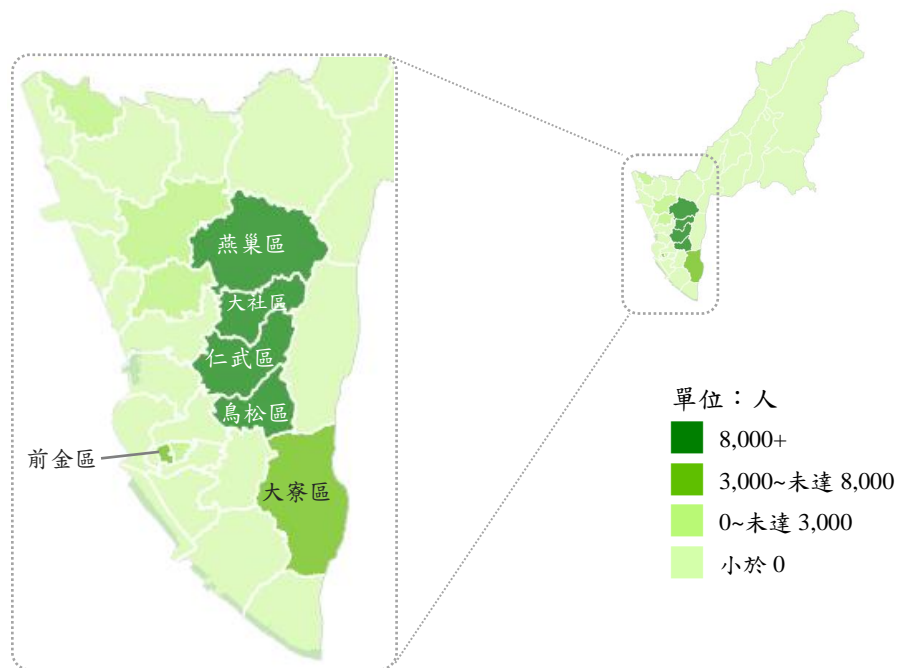 燕巢區
大社區
仁武區
鳥松區
前金區
大寮區
單位：人
8,000+
3,000~未達 8,000
0~未達 3,000
小於 0